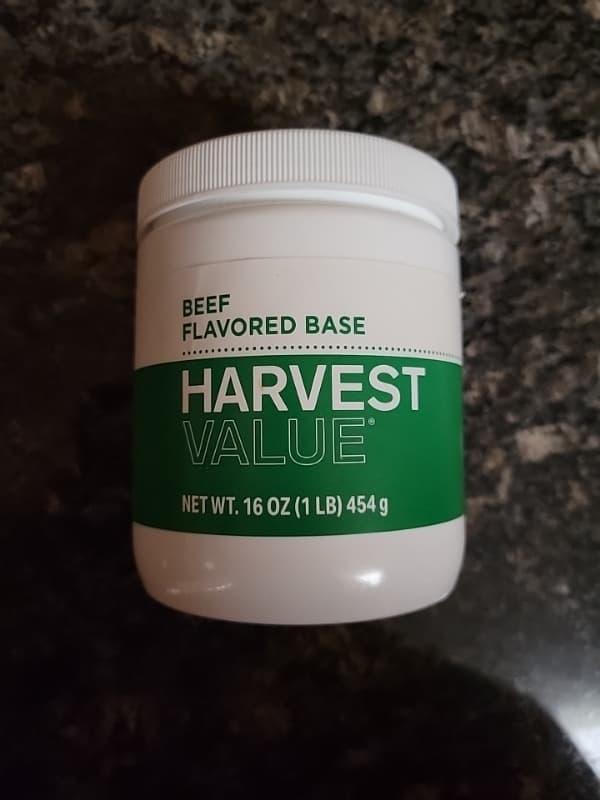 BEEF
FLAVORED BASE
HARVEST
VALUE®
NET WT. 16 OZ (1 LB) 454 g